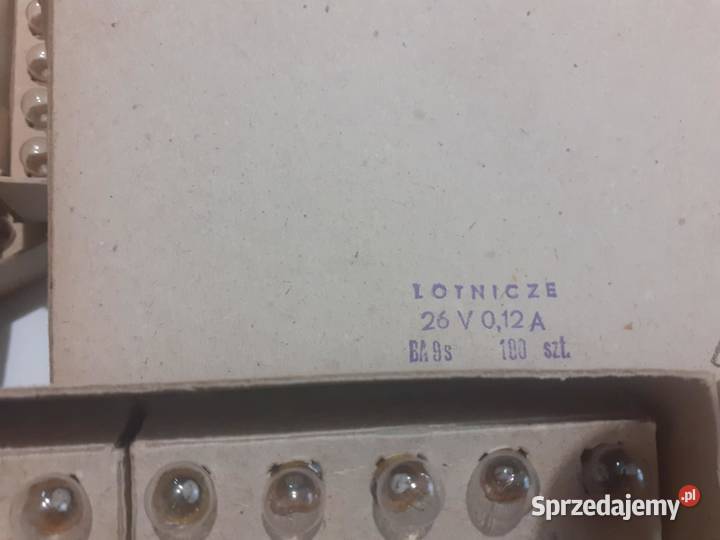 LOTNICZE
26 V 0,12 A
BA 9s 100 szt.
Sprzedajemy.pl